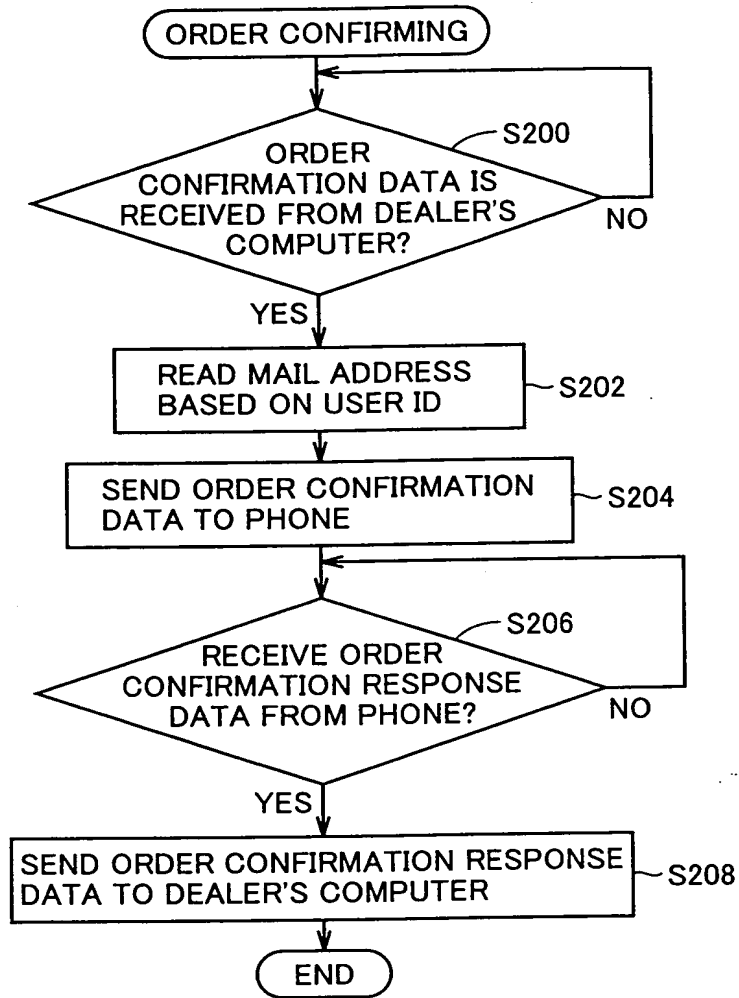 ORDER CONFIRMING
S200
ORDER
CONFIRMATION DATA IS
RECEIVED FROM DEALER'S
COMPUTER?
NO
YES
READ MAIL ADDRESS
BASED ON USER ID
S202
SEND ORDER CONFIRMATION
DATA TO PHONE
S204
S206
RECEIVE ORDER
CONFIRMATION RESPONSE
DATA FROM PHONE?
NO
YES
SEND ORDER CONFIRMATION RESPONSE
DATA TO DEALER'S COMPUTER
S208
END